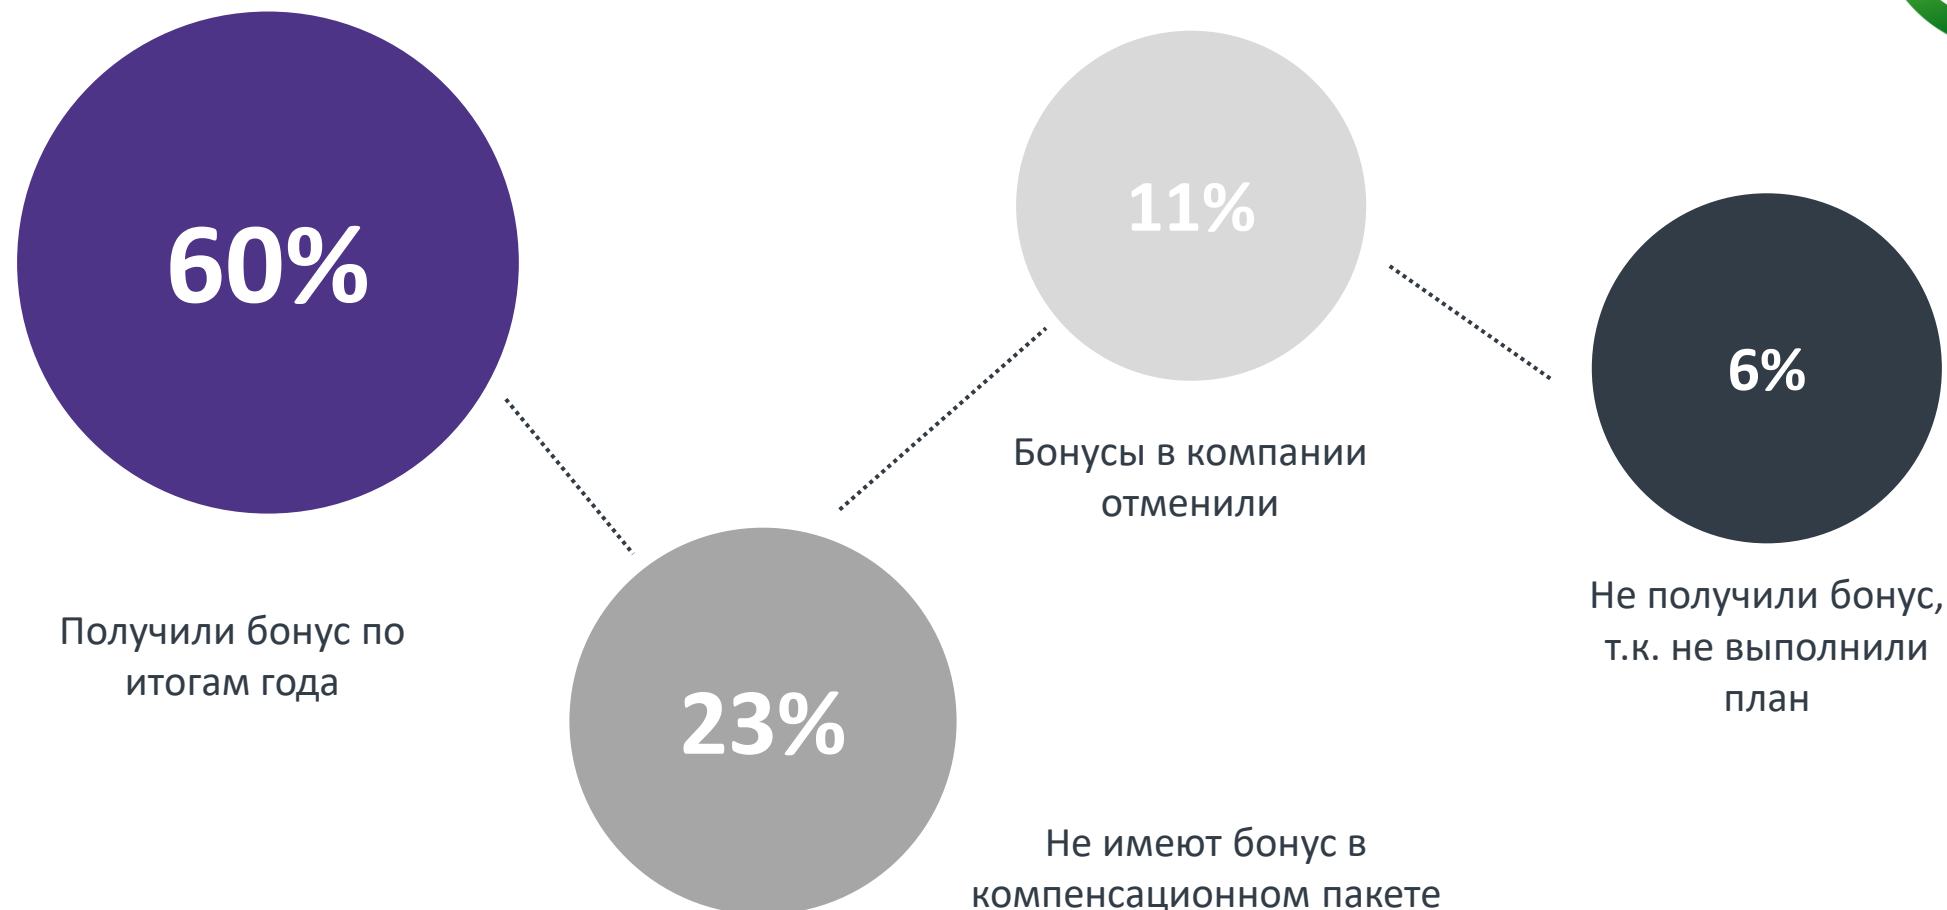 60%
Получили бонус по
итогам года
23%
Не имеют бонус в
компенсационном пакете
11%
Бонусы в компании
отменили
6%
Не получили бонус,
т.к. не выполнили
план